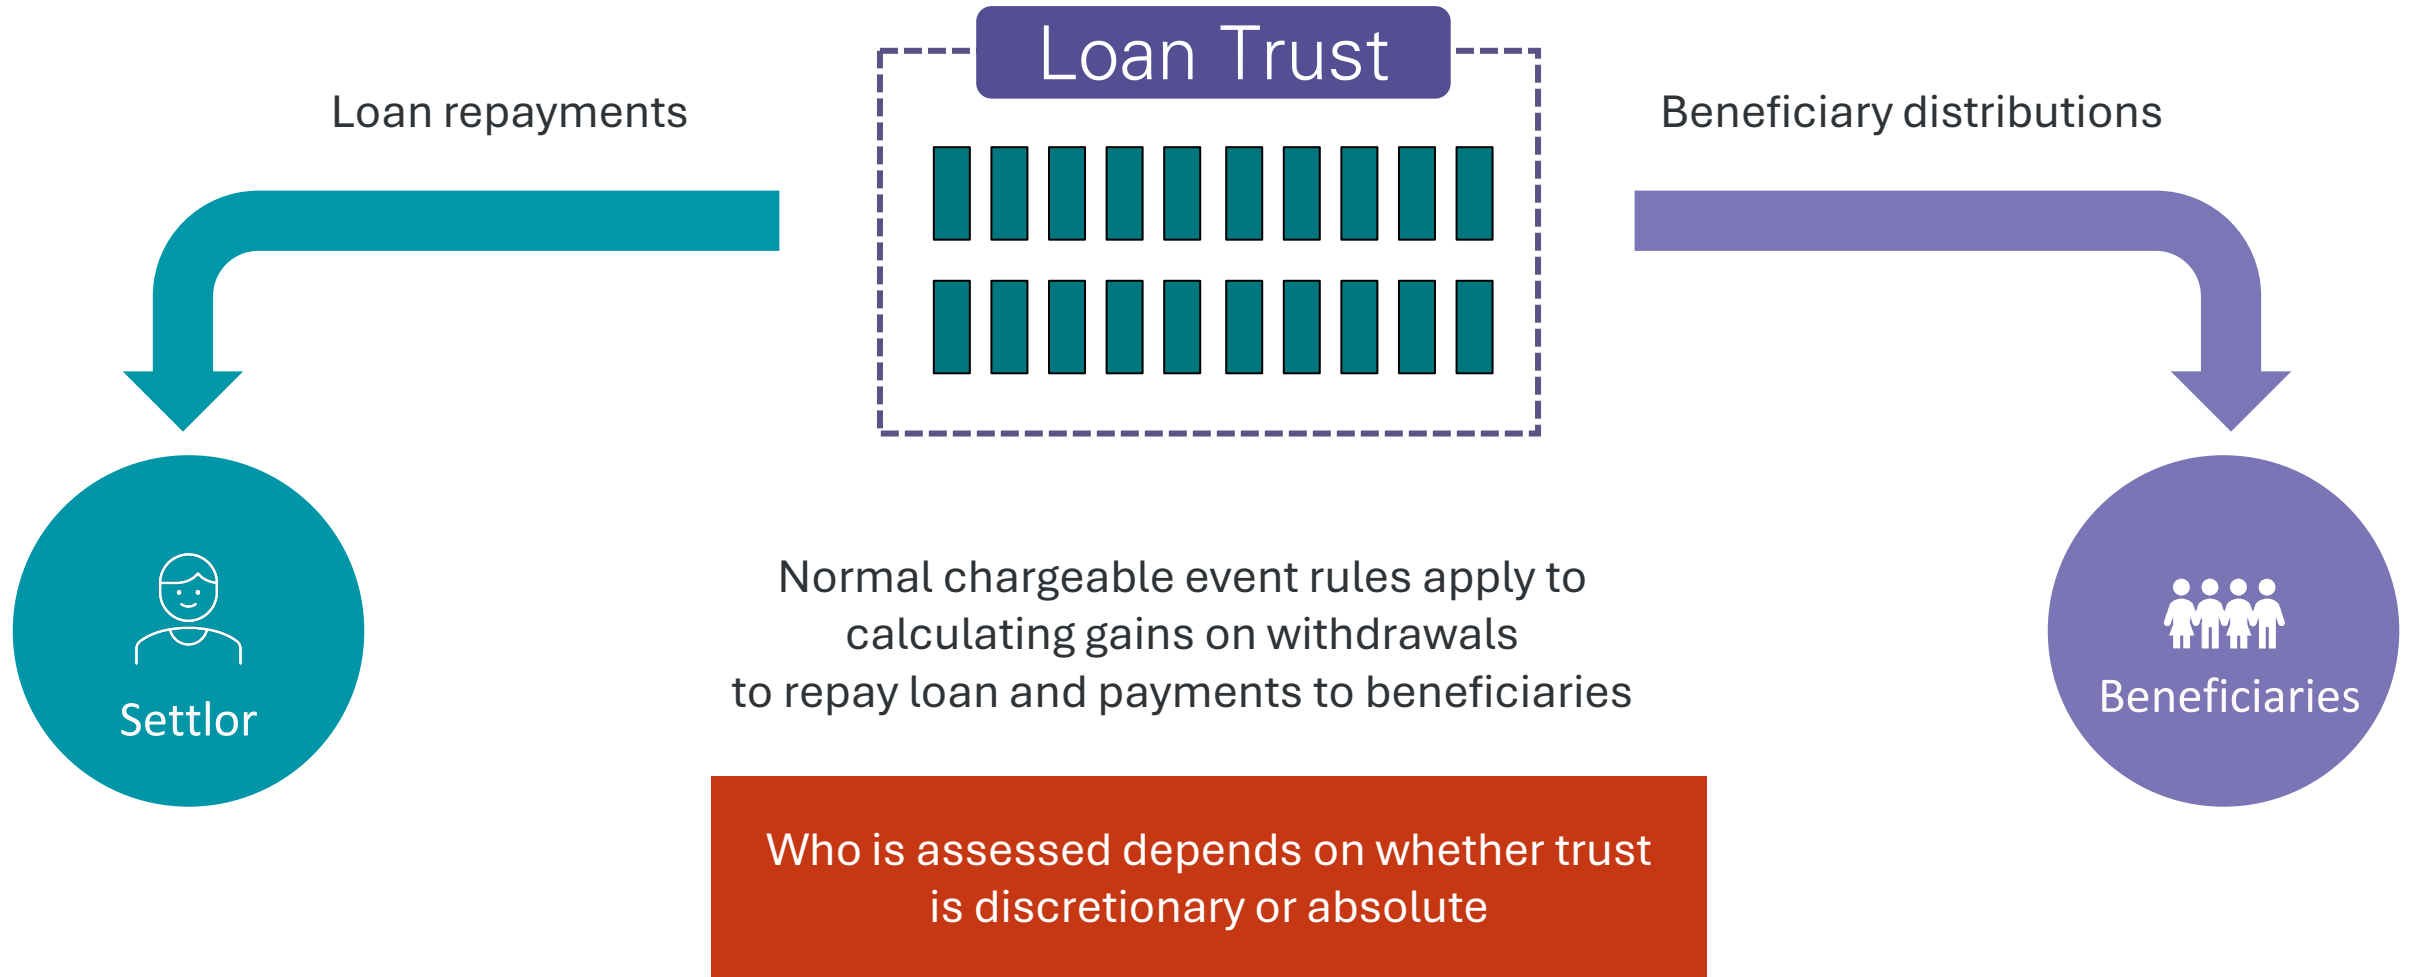 Loan Trust
Loan repayments
Beneficiary distributions
Settlor
Beneficiaries
Normal chargeable event rules apply to
calculating gains on withdrawals
to repay loan and payments to beneficiaries
Who is assessed depends on whether trust
is discretionary or absolute